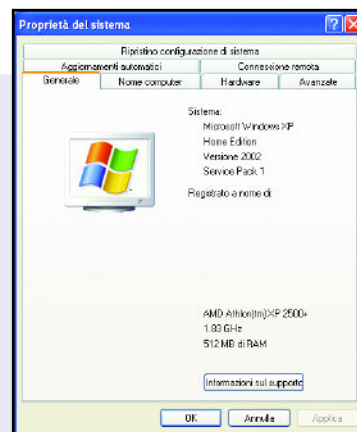 Proprietà del sistema
Ripristino configurazione di sistema
Aggiornamenti automatici Connessione remota
Generale Nome computer Hardware Avanzate
Sistema:
Microsoft Windows XP
Home Edition
Versione 2002
Service Pack 1
Registrato a nome di:
AMD Athlon(tm) XP 2500+
1.83 GHz
512 MB di RAM
Informazioni sul supporto
OK Annulla Applica